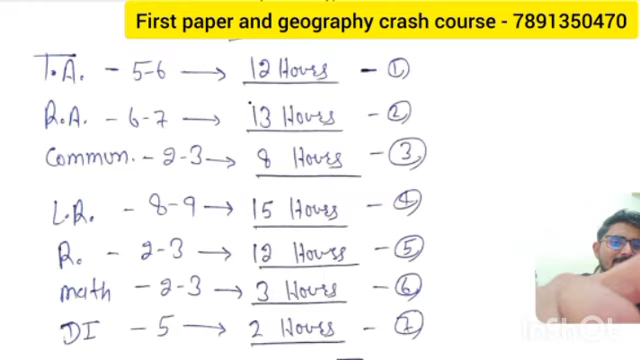 First paper and geography crash course - 7891350470
T.A. - 5-6 → 12 Hours - ①
R.A. - 6-7 → 13 Hours - ②
Commun. - 2-3 → 8 Hours - ③
L.R. - 8-9 → 15 Hours - ④
R. - 2-3 → 12 Hours - ⑤
math - 2-3 → 3 Hours - ⑥
DI - 5 → 2 Hours - ⑦
InShOt